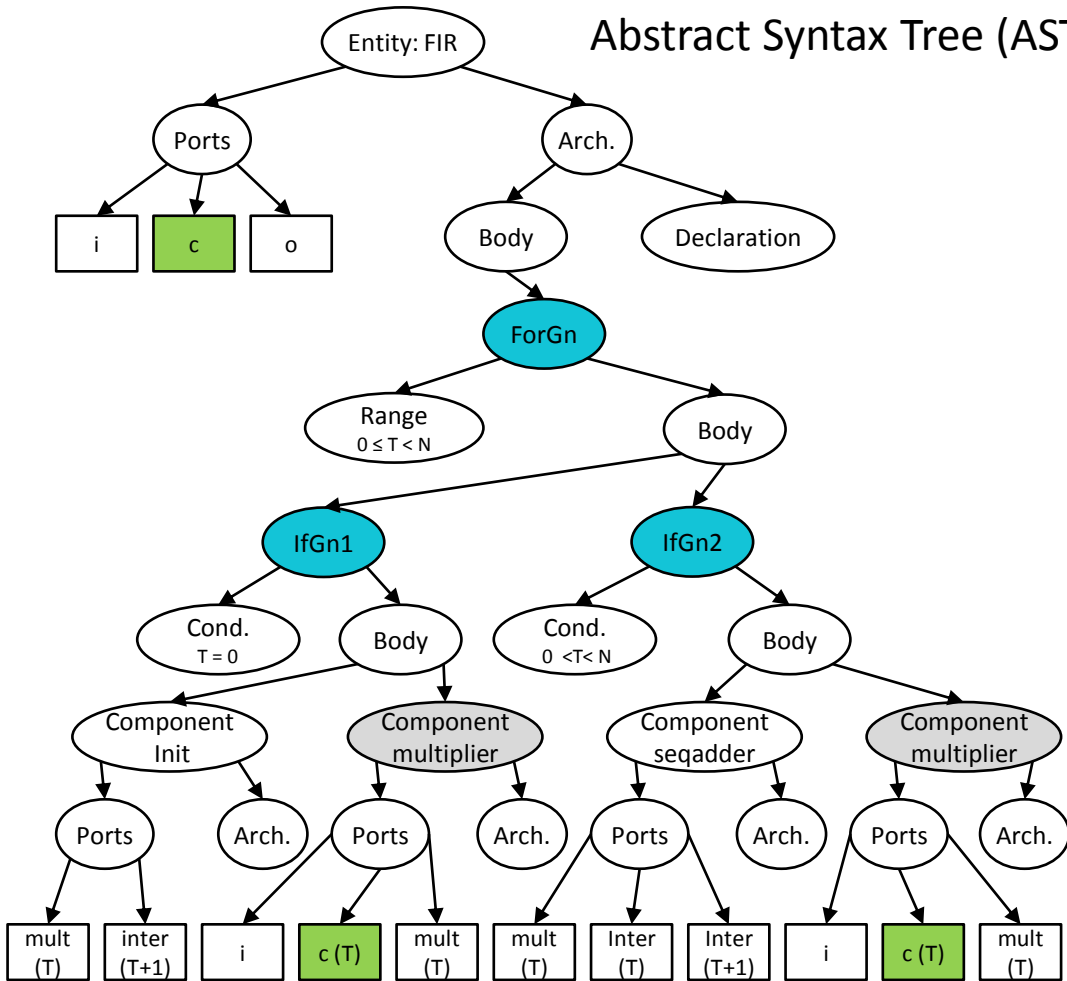 Abstract Syntax Tree (AST
Entity: FIR
Ports
Arch.
i
c
o
Body
Declaration
ForGn
Range
0 ≤ T < N
Body
IfGn1
IfGn2
Cond.
T = 0
Body
Cond.
0 <T< N
Body
Component
Init
Component
multiplier
Component
seqadder
Component
multiplier
Ports
Arch.
Ports
Arch.
Ports
Arch.
Ports
Arch.
mult
(T)
inter
(T+1)
i
c (T)
mult
(T)
mult
(T)
Inter
(T)
Inter
(T+1)
i
c (T)
mult
(T)